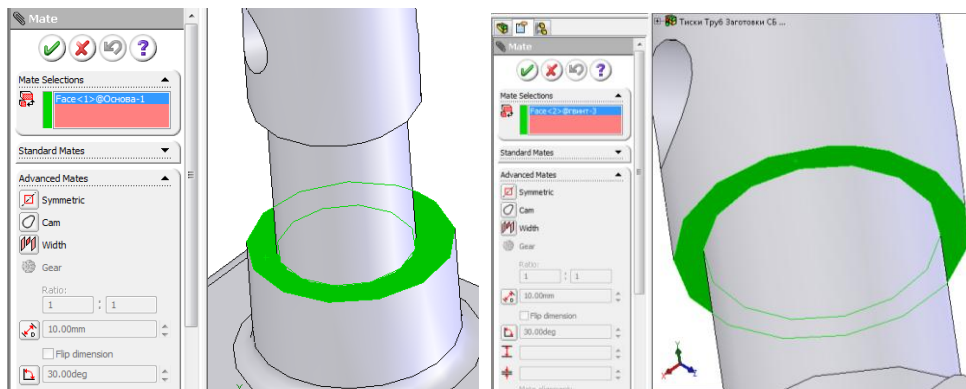 Mate
Mate Selections
Face<1>@Основа-1
Standard Mates
Advanced Mates
Symmetric
Cam
Width
Gear
Ratio:
1 : 1
10.00mm
Flip dimension
30.00deg
Y
Тиски Труб Заготовки СБ ...
Mate
Mate Selections
Face<2>@гвинт-3
Standard Mates
Advanced Mates
Symmetric
Cam
Width
Gear
Ratio:
1 : 1
10.00mm
Flip dimension
30.00deg
Y
X